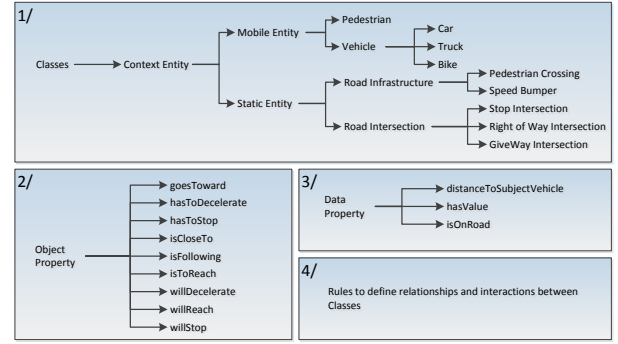 1/
Classes
Context Entity
Mobile Entity
Pedestrian
Vehicle
Car
Truck
Bike
Static Entity
Road Infrastructure
Pedestrian Crossing
Speed Bumper
Road Intersection
Stop Intersection
Right of Way Intersection
GiveWay Intersection
2/
Object
Property
goesToward
hasToDecelerate
hasToStop
isCloseTo
isFollowing
isToReach
willDecelerate
willReach
willStop
3/
Data
Property
distanceToSubjectVehicle
hasValue
isOnRoad
4/
Rules to define relationships and interactions between
Classes